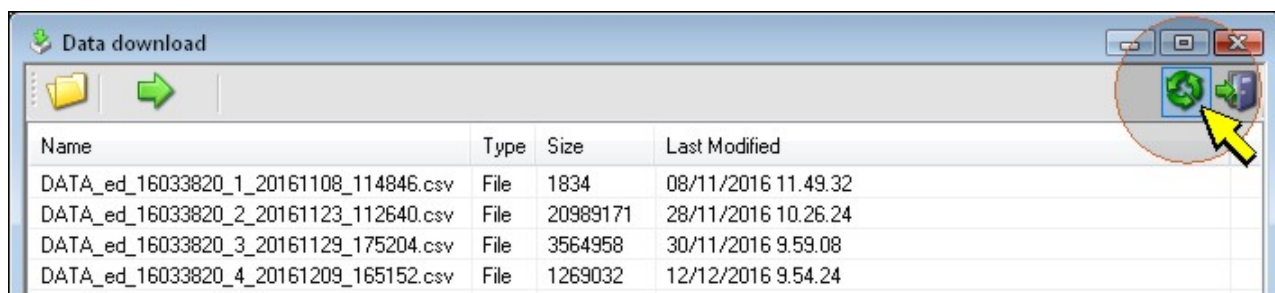 Data download
Name Type Size Last Modified
DATA_ed_16033820_1_20161108_114846.csv File 1834 08/11/2016 11.49.32
DATA_ed_16033820_2_20161123_112640.csv File 20989171 28/11/2016 10.26.24
DATA_ed_16033820_3_20161129_175204.csv File 3564958 30/11/2016 9.59.08
DATA_ed_16033820_4_20161209_165152.csv File 1269032 12/12/2016 9.54.24